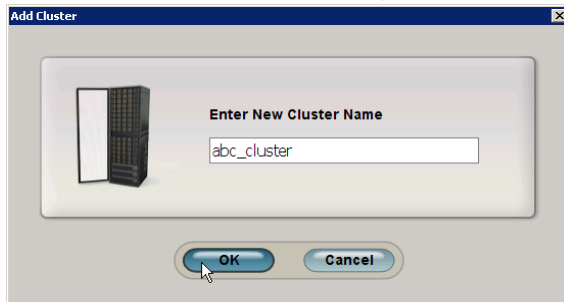 Add Cluster
Enter New Cluster Name
abc_cluster
OK
Cancel